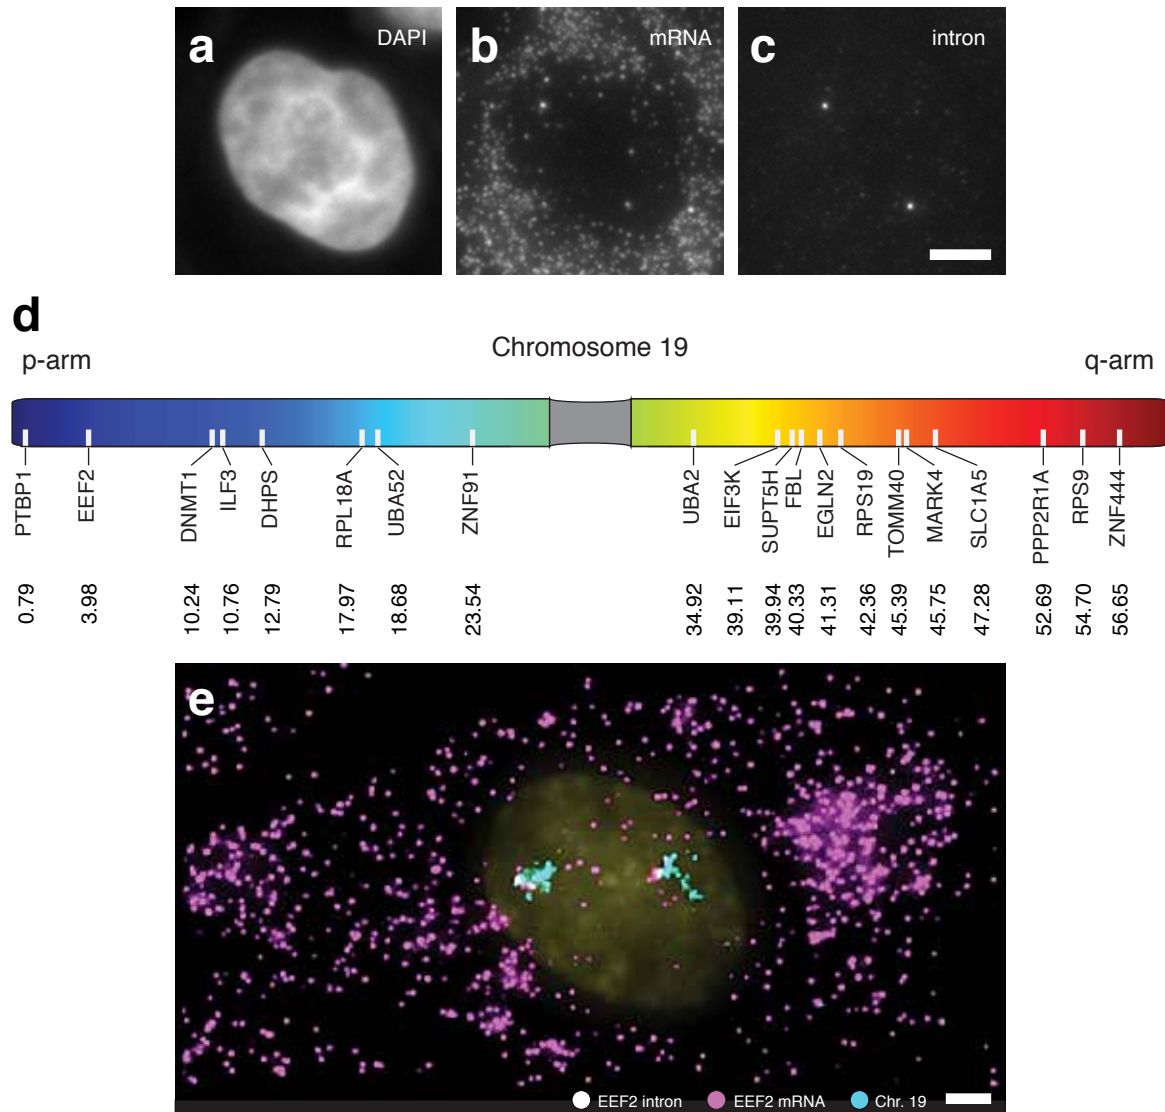 a
DAPI
b
mRNA
c
intron
d
p-arm
Chromosome 19
q-arm
PTBP1
EEF2
DNMT1
ILF3
DHPS
RPL18A
UBA52
ZNF91
UBA2
EIF3K
SUPT5H
FBL
EGLN2
RPS19
TOMM40
MARK4
SLC1A5
PPP2R1A
RPS9
ZNF444
0.79
3.98
10.24
10.76
12.79
17.97
18.68
23.54
34.92
39.11
39.94
40.33
41.31
42.36
45.39
45.75
47.28
52.69
54.70
56.65
e
EEF2 intron
EEF2 mRNA
Chr. 19